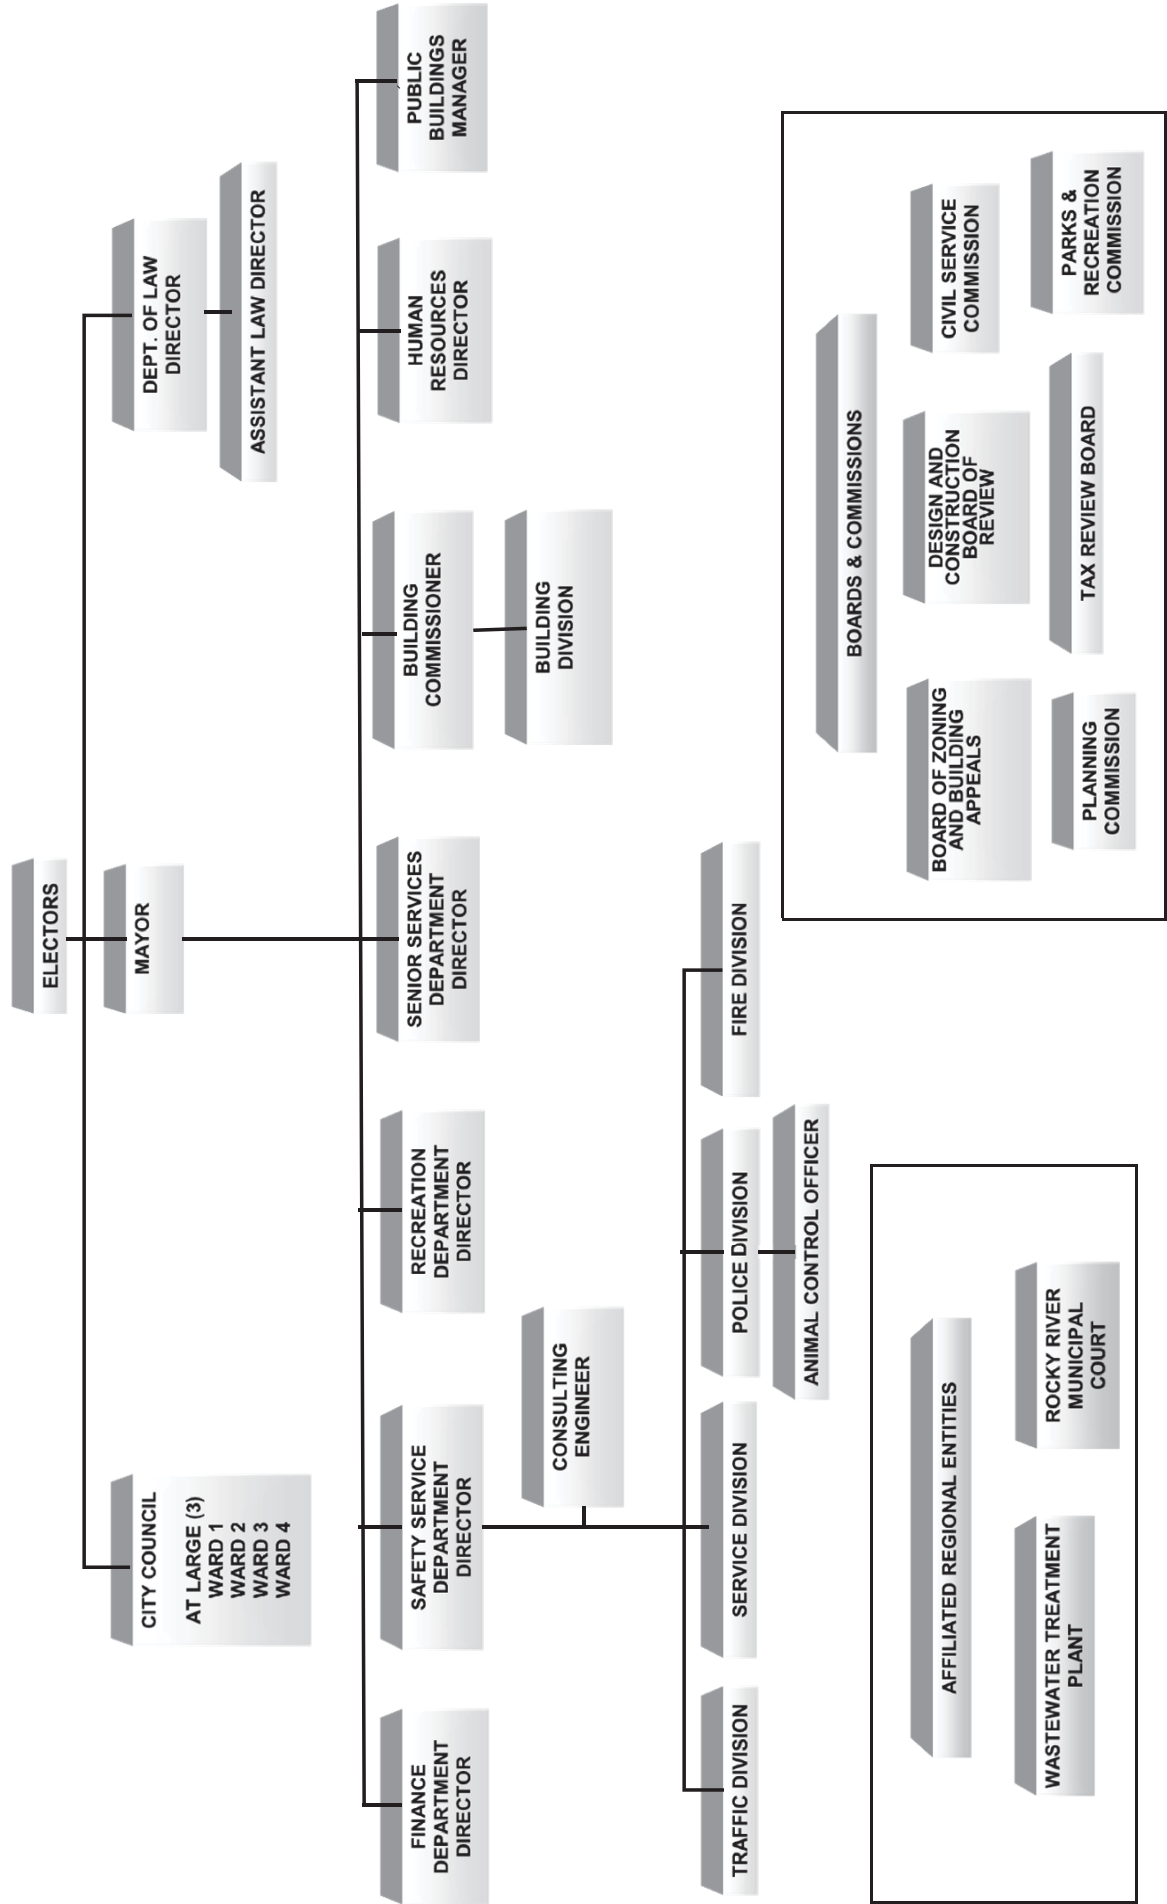 ELECTORS
CITY COUNCIL
AT LARGE (3)
WARD 1
WARD 2
WARD 3
WARD 4
MAYOR
DEPT. OF LAW
DIRECTOR
ASSISTANT LAW DIRECTOR
FINANCE
DEPARTMENT
DIRECTOR
SAFETY SERVICE
DEPARTMENT
DIRECTOR
RECREATION
DEPARTMENT
DIRECTOR
SENIOR SERVICES
DEPARTMENT
DIRECTOR
BUILDING
COMMISSIONER
HUMAN
RESOURCES
DIRECTOR
PUBLIC
BUILDINGS
MANAGER
CONSULTING
ENGINEER
BUILDING
DIVISION
TRAFFIC DIVISION
SERVICE DIVISION
POLICE DIVISION
FIRE DIVISION
ANIMAL CONTROL OFFICER
AFFILIATED REGIONAL ENTITIES
WASTEWATER TREATMENT
PLANT
ROCKY RIVER
MUNICIPAL
COURT
BOARDS & COMMISSIONS
BOARD OF ZONING
AND BUILDING
APPEALS
DESIGN AND
CONSTRUCTION
BOARD OF
REVIEW
CIVIL SERVICE
COMMISSION
PLANNING
COMMISSION
TAX REVIEW BOARD
PARKS &
RECREATION
COMMISSION